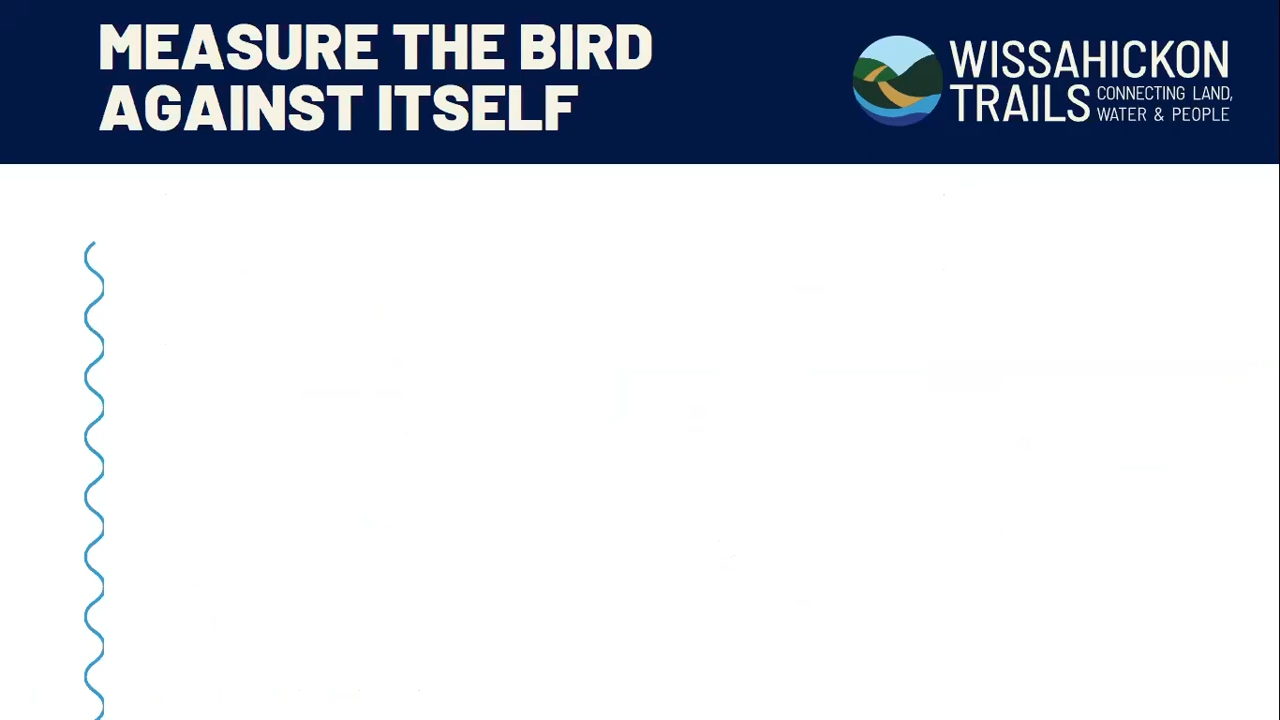 MEASURE THE BIRD
AGAINST ITSELF
WISSAHICKON
TRAILS
CONNECTING LAND,
WATER & PEOPLE